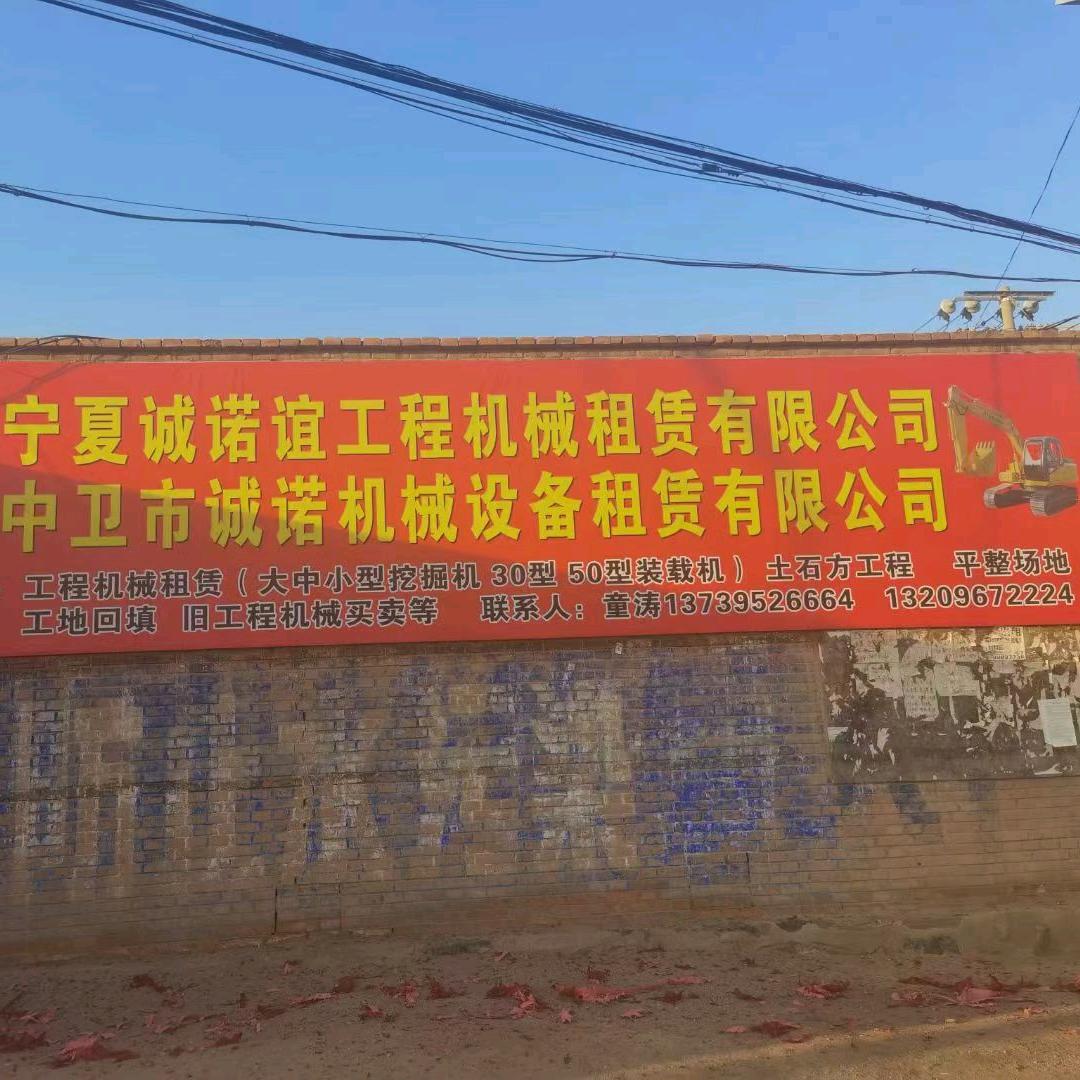 宁夏诚诺谊工程机械租赁有限公司
中卫市诚诺机械设备租赁有限公司
工程机械租赁（大中小型挖掘机 30型 50型装载机） 土石方工程 平整场地
工地回填 旧工程机械买卖等 联系人：童涛13739526664 13209672224